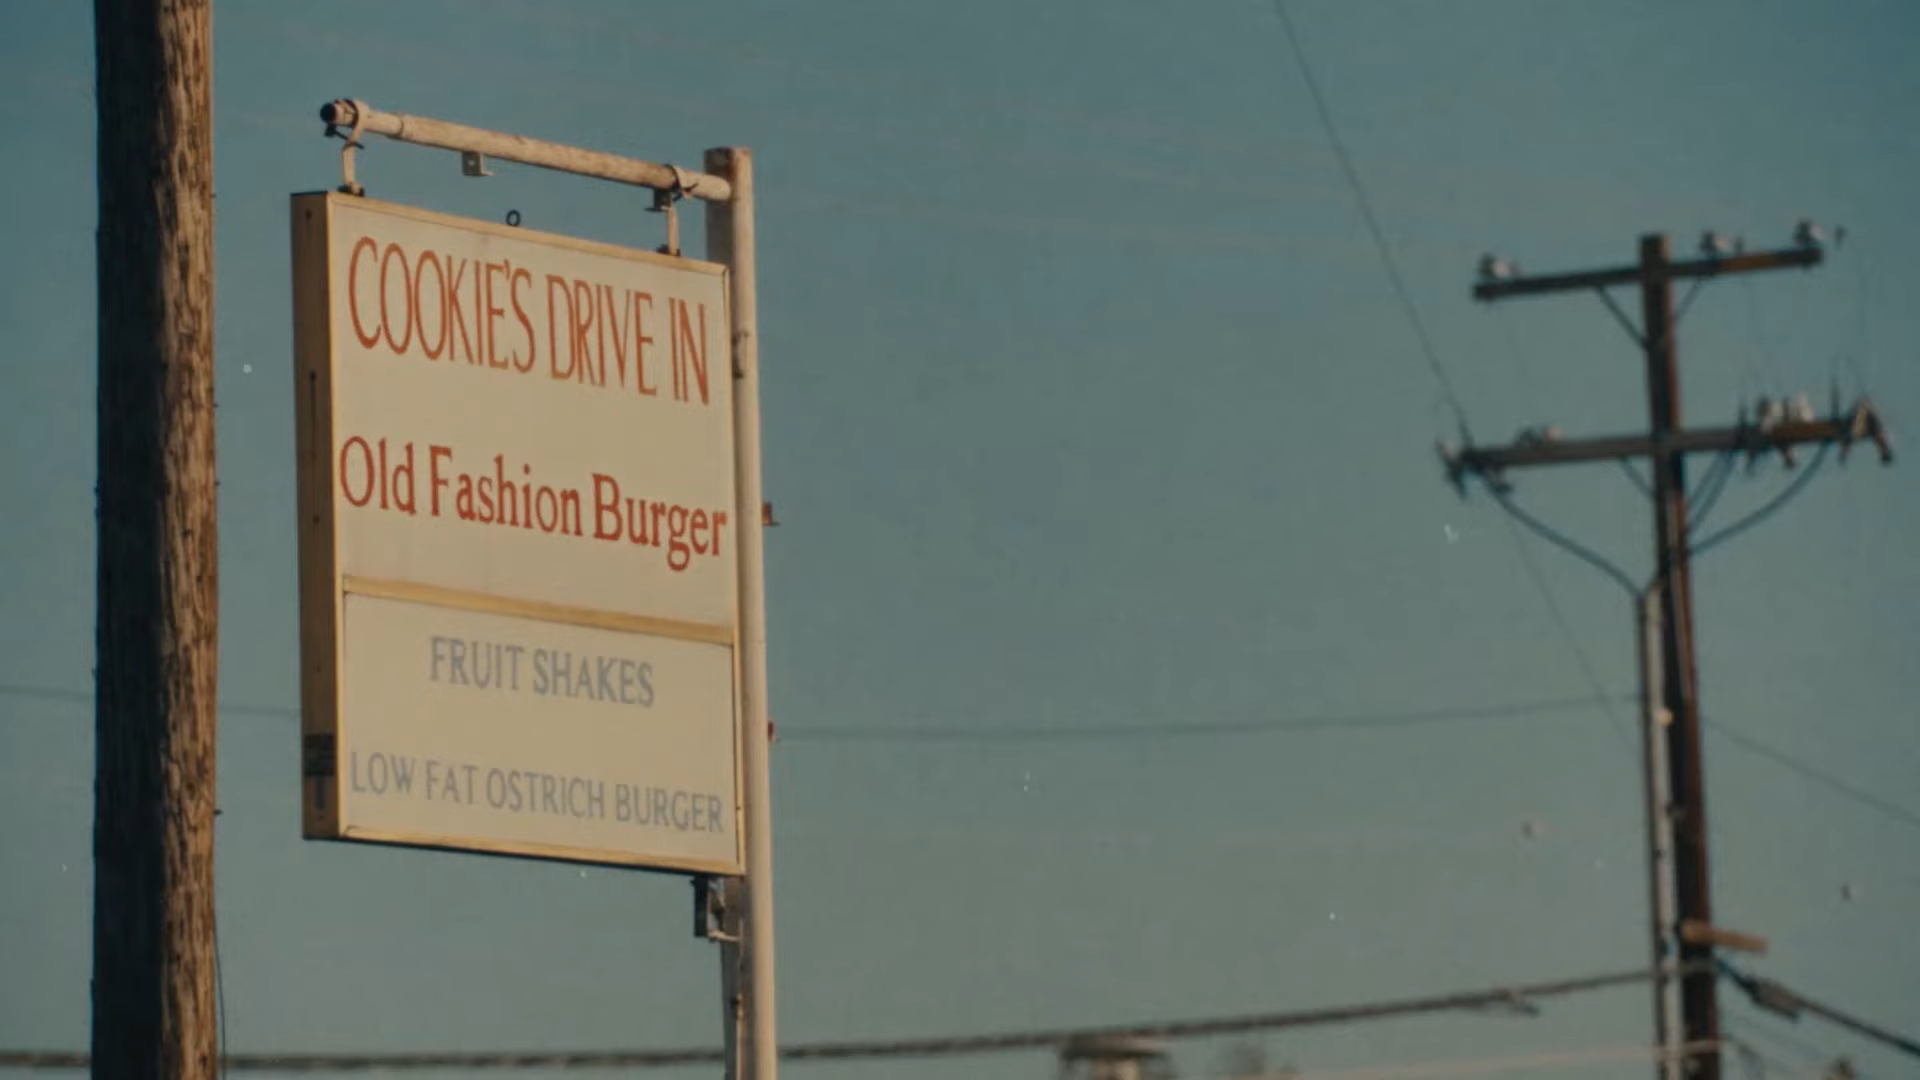 COOKIE'S DRIVE IN
Old Fashion Burger
FRUIT SHAKES
LOW FAT OSTRICH BURGER